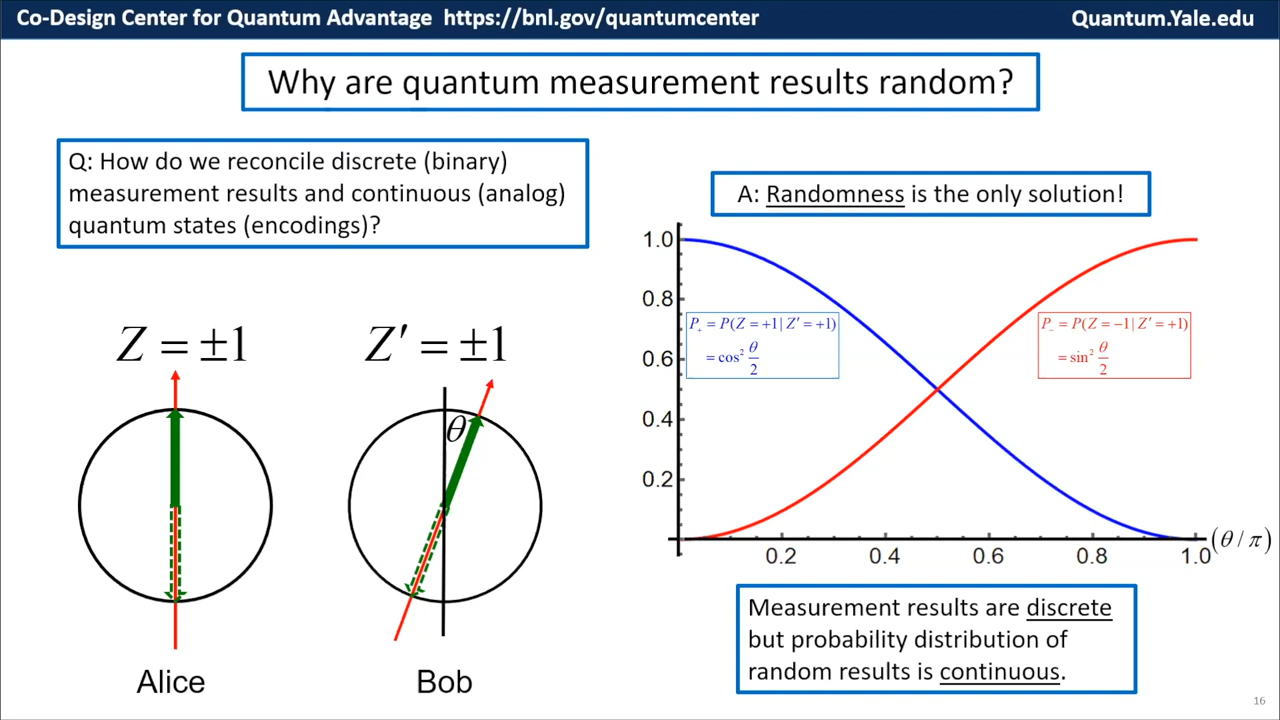 Co-Design Center for Quantum Advantage https://bnl.gov/quantumcenter
Quantum.Yale.edu
Why are quantum measurement results random?
Q: How do we reconcile discrete (binary)
measurement results and continuous (analog)
quantum states (encodings)?
Z = ±1
Z′ = ±1
θ
Alice
Bob
A: Randomness is the only solution!
1.0
0.8
0.6
0.4
0.2
P₊ = P(Z = +1 | Z′ = +1)
= cos² θ/2
P₋ = P(Z = −1 | Z′ = +1)
= sin² θ/2
0.2 0.4 0.6 0.8 1.0 (θ / π)
Measurement results are discrete
but probability distribution of
random results is continuous.
16